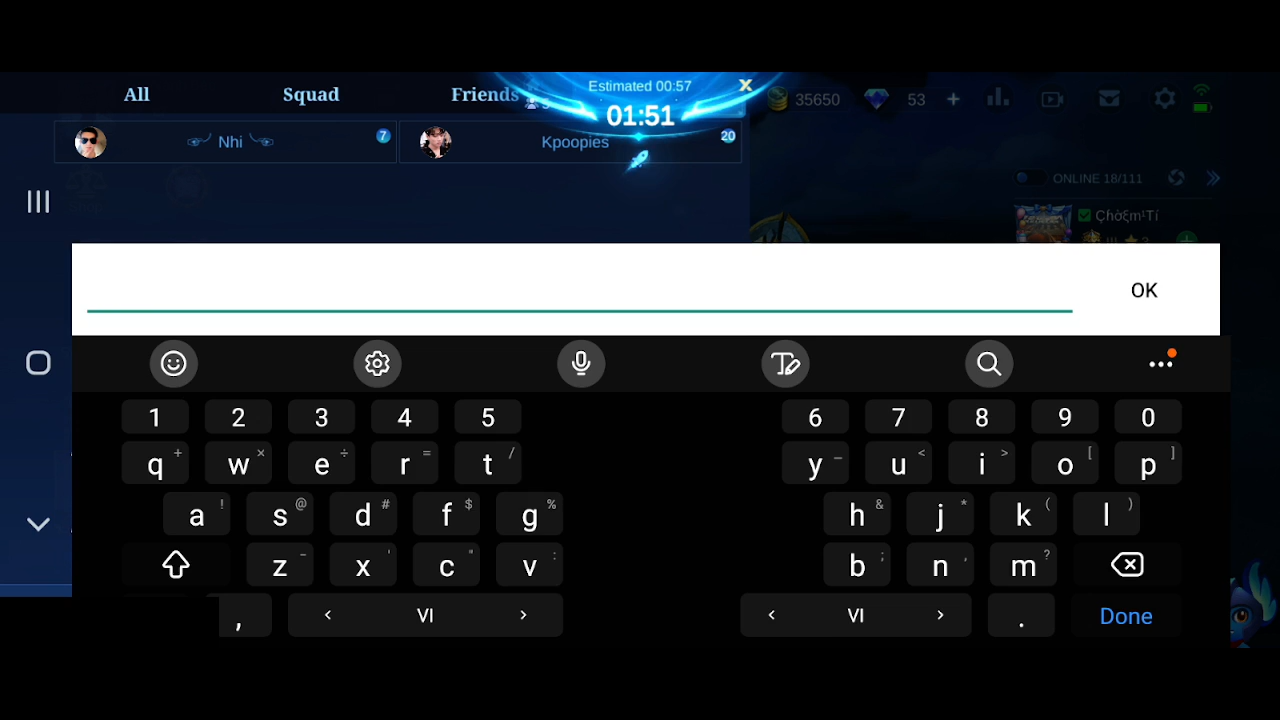 All Squad Friends
Estimated 00:57
01:51
X
35650
53
Nhi 7
Kpoopies 20
ONLINE 18/111
OK
1 2 3 4 5 6 7 8 9 0
q + w × e ÷ r = t / y _ u < i > o [ p ]
a ! s @ d # f $ g % h & j * k ( l )
z - x ' c " v : b ; n , m ?
, < VI > < VI > . Done